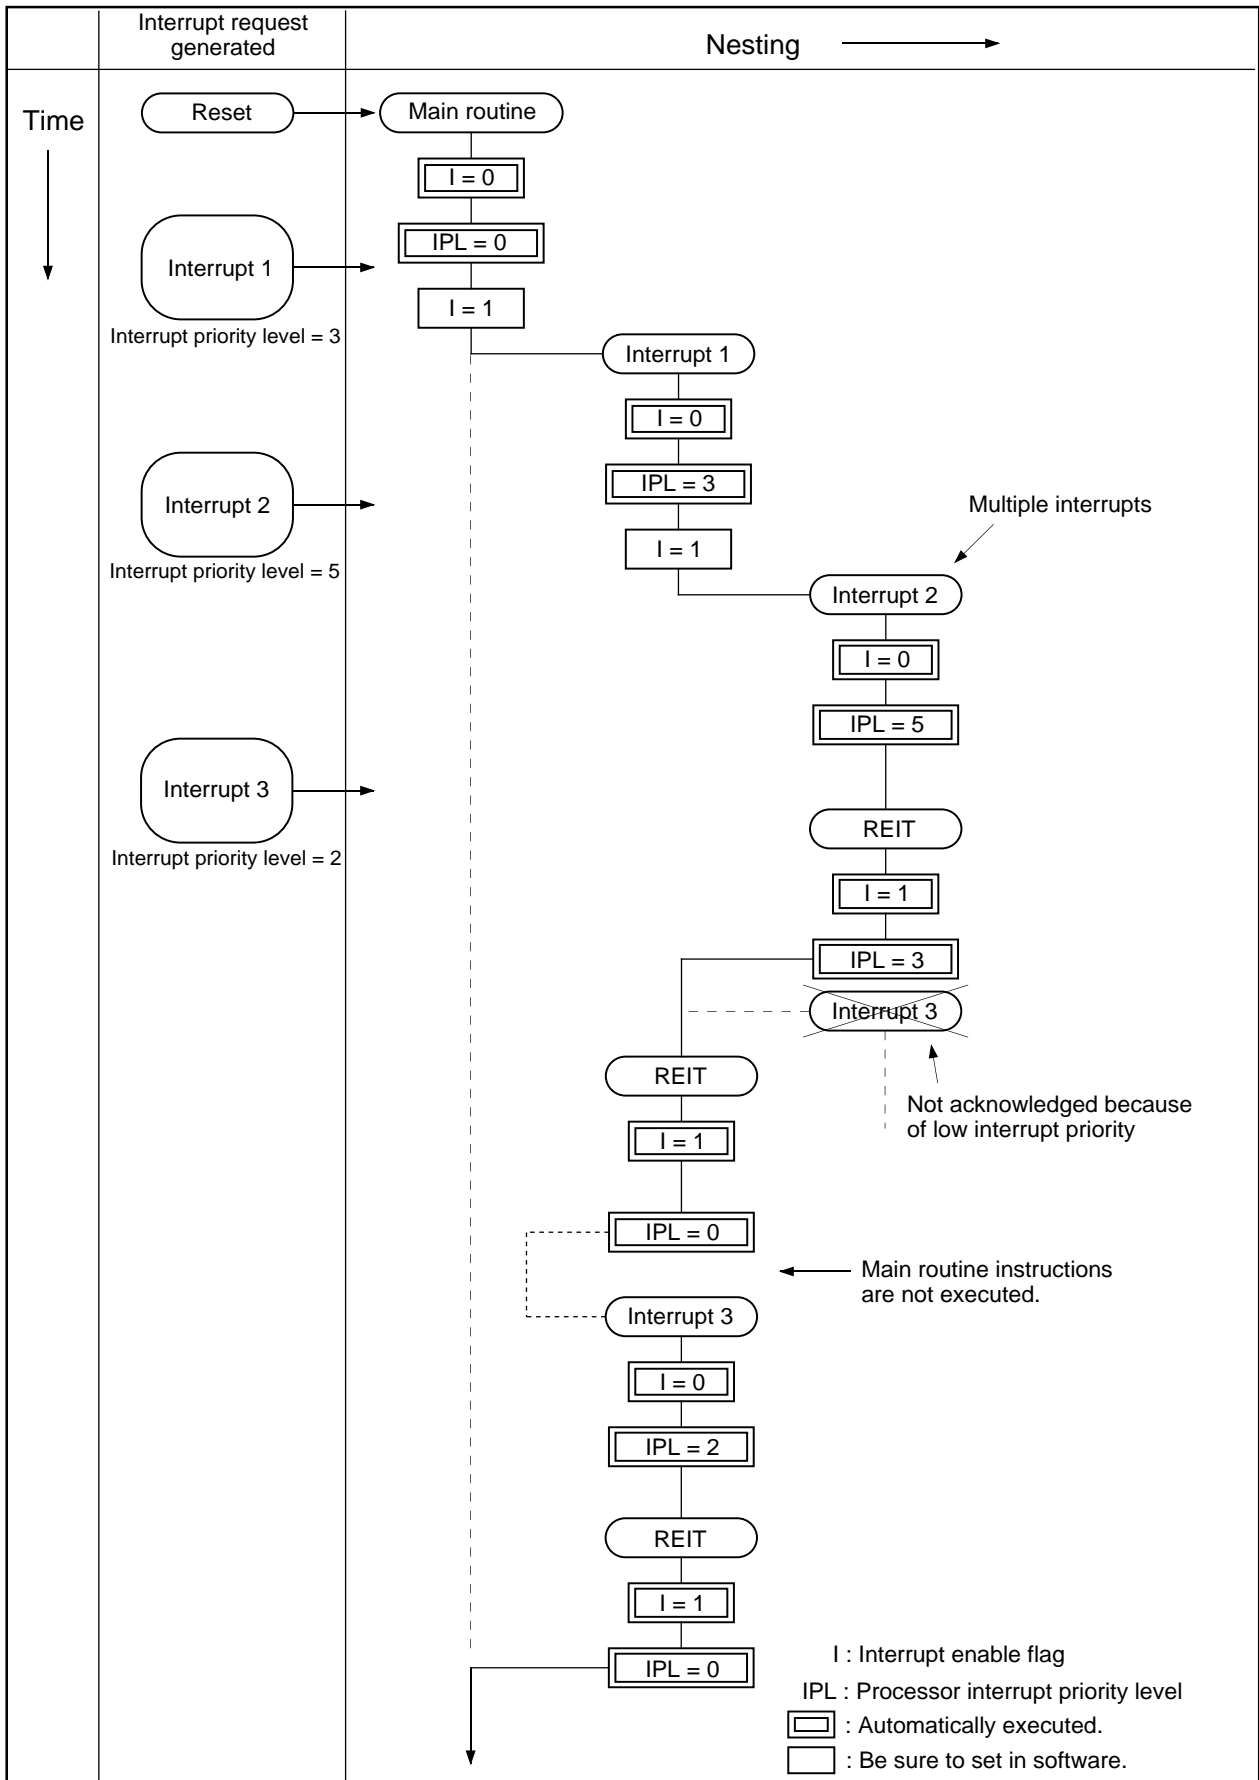 Interrupt request
generated
Nesting
Time
Reset
Main routine
I = 0
IPL = 0
Interrupt 1
I = 1
Interrupt priority level = 3
Interrupt 1
I = 0
IPL = 3
Interrupt 2
Multiple interrupts
I = 1
Interrupt priority level = 5
Interrupt 2
I = 0
IPL = 5
Interrupt 3
REIT
Interrupt priority level = 2
I = 1
IPL = 3
Interrupt 3
REIT
Not acknowledged because
of low interrupt priority
I = 1
IPL = 0
Main routine instructions
are not executed.
Interrupt 3
I = 0
IPL = 2
REIT
I = 1
I : Interrupt enable flag
IPL = 0
IPL : Processor interrupt priority level
: Automatically executed.
: Be sure to set in software.